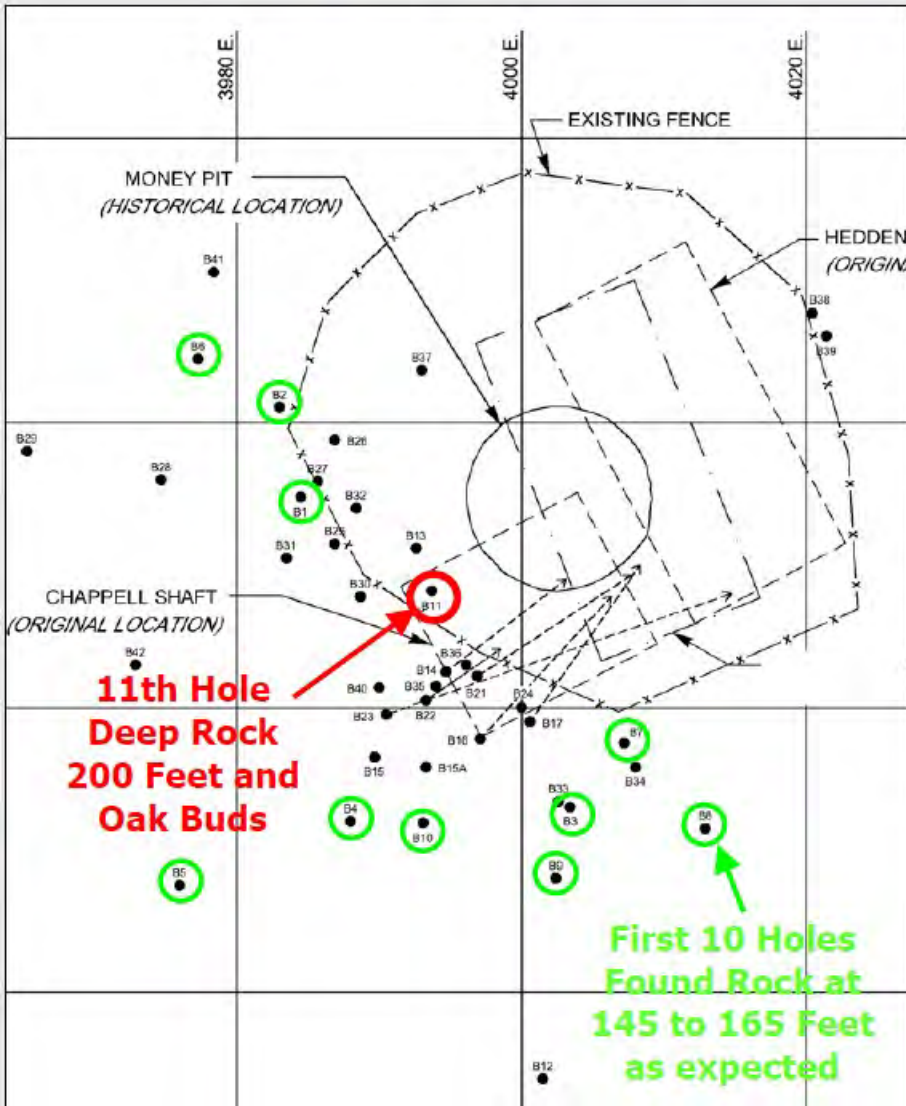 3980 E.
4000 E.
4020 E.
EXISTING FENCE
MONEY PIT
(HISTORICAL LOCATION)
HEDDEN
(ORIGINA
B41
B38
B6
B39
B37
B2
B26
B29
B28
B27
B1
B32
B25
B13
B31
B30
CHAPPELL SHAFT
(ORIGINAL LOCATION)
B11
B42
B36
B14
B21
B40
B35
B22
B24
B23
B17
B16
B7
11th Hole
Deep Rock
200 Feet and
Oak Buds
B15
B15A
B34
B33
B3
B4
B10
B8
B5
B9
First 10 Holes
Found Rock at
145 to 165 Feet
as expected
B12